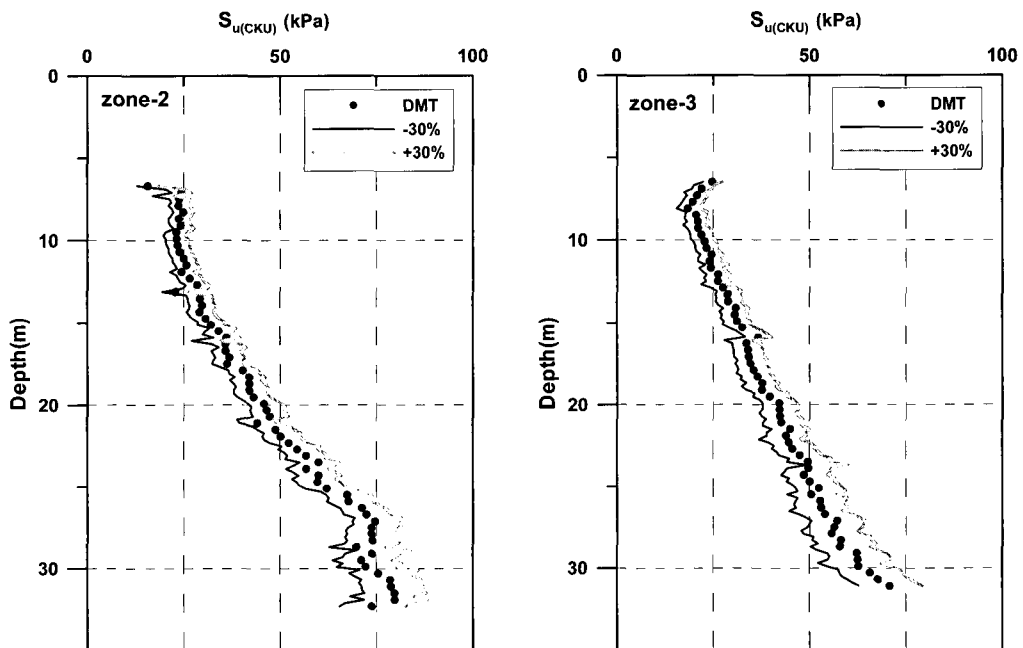 S_u(CKU) (kPa)
0 50 100
0
10
20
30
Depth(m)
zone-2
DMT
-30%
+30%
S_u(CKU) (kPa)
0 50 100
0
10
20
30
Depth(m)
zone-3
DMT
-30%
+30%